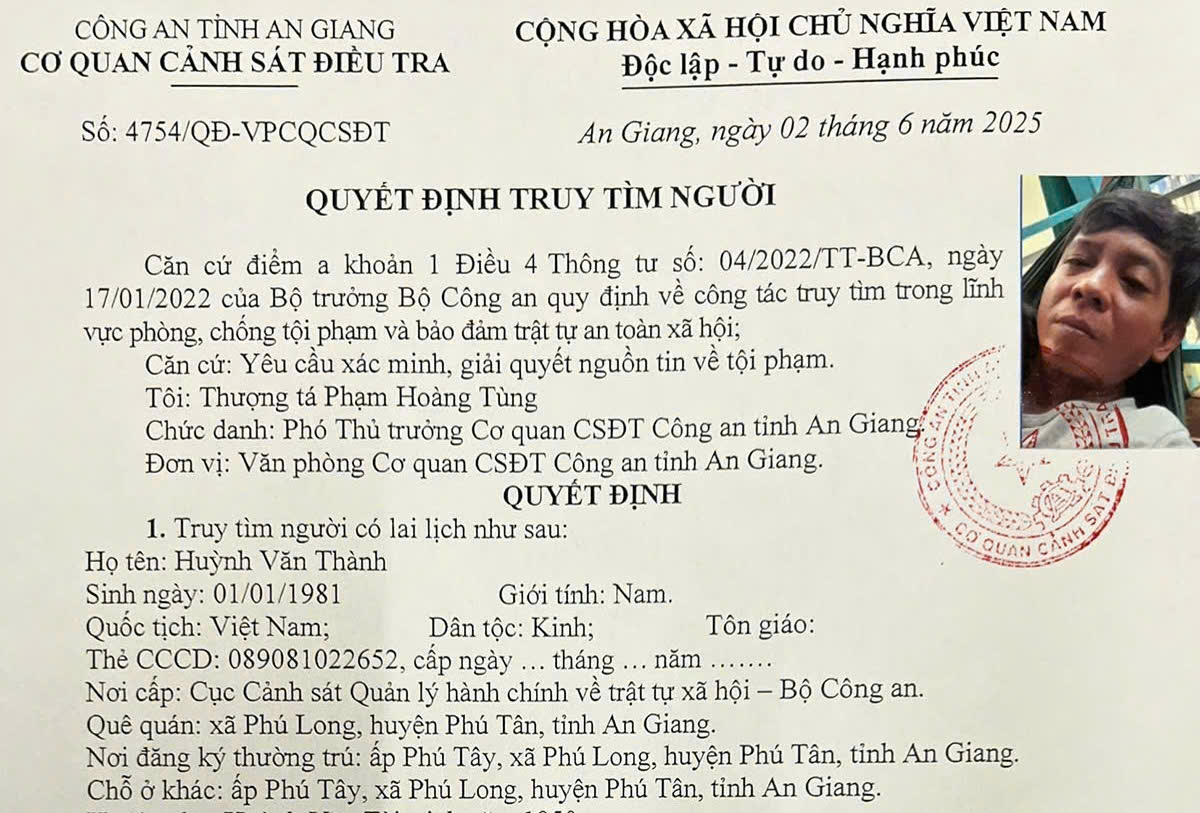 CÔNG AN TỈNH AN GIANG
CƠ QUAN CẢNH SÁT ĐIỀU TRA
CỘNG HÒA XÃ HỘI CHỦ NGHĨA VIỆT NAM
Độc lập - Tự do - Hạnh phúc
Số: 4754/QĐ-VPCQCSĐT
An Giang, ngày 02 tháng 6 năm 2025
QUYẾT ĐỊNH TRUY TÌM NGƯỜI
Căn cứ điểm a khoản 1 Điều 4 Thông tư số: 04/2022/TT-BCA, ngày
17/01/2022 của Bộ trưởng Bộ Công an quy định về công tác truy tìm trong lĩnh
vực phòng, chống tội phạm và bảo đảm trật tự an toàn xã hội;
Căn cứ: Yêu cầu xác minh, giải quyết nguồn tin về tội phạm.
Tôi: Thượng tá Phạm Hoàng Tùng
Chức danh: Phó Thủ trưởng Cơ quan CSĐT Công an tỉnh An Giang.
Đơn vị: Văn phòng Cơ quan CSĐT Công an tỉnh An Giang.
QUYẾT ĐỊNH
1. Truy tìm người có lai lịch như sau:
Họ tên: Huỳnh Văn Thành
Sinh ngày: 01/01/1981 Giới tính: Nam.
Quốc tịch: Việt Nam; Dân tộc: Kinh; Tôn giáo:
Thẻ CCCD: 089081022652, cấp ngày ... tháng ... năm .......
Nơi cấp: Cục Cảnh sát Quản lý hành chính về trật tự xã hội – Bộ Công an.
Quê quán: xã Phú Long, huyện Phú Tân, tỉnh An Giang.
Nơi đăng ký thường trú: ấp Phú Tây, xã Phú Long, huyện Phú Tân, tỉnh An Giang.
Chỗ ở khác: ấp Phú Tây, xã Phú Long, huyện Phú Tân, tỉnh An Giang.
CÔNG AN TỈNH
CƠ QUAN CẢNH SÁT